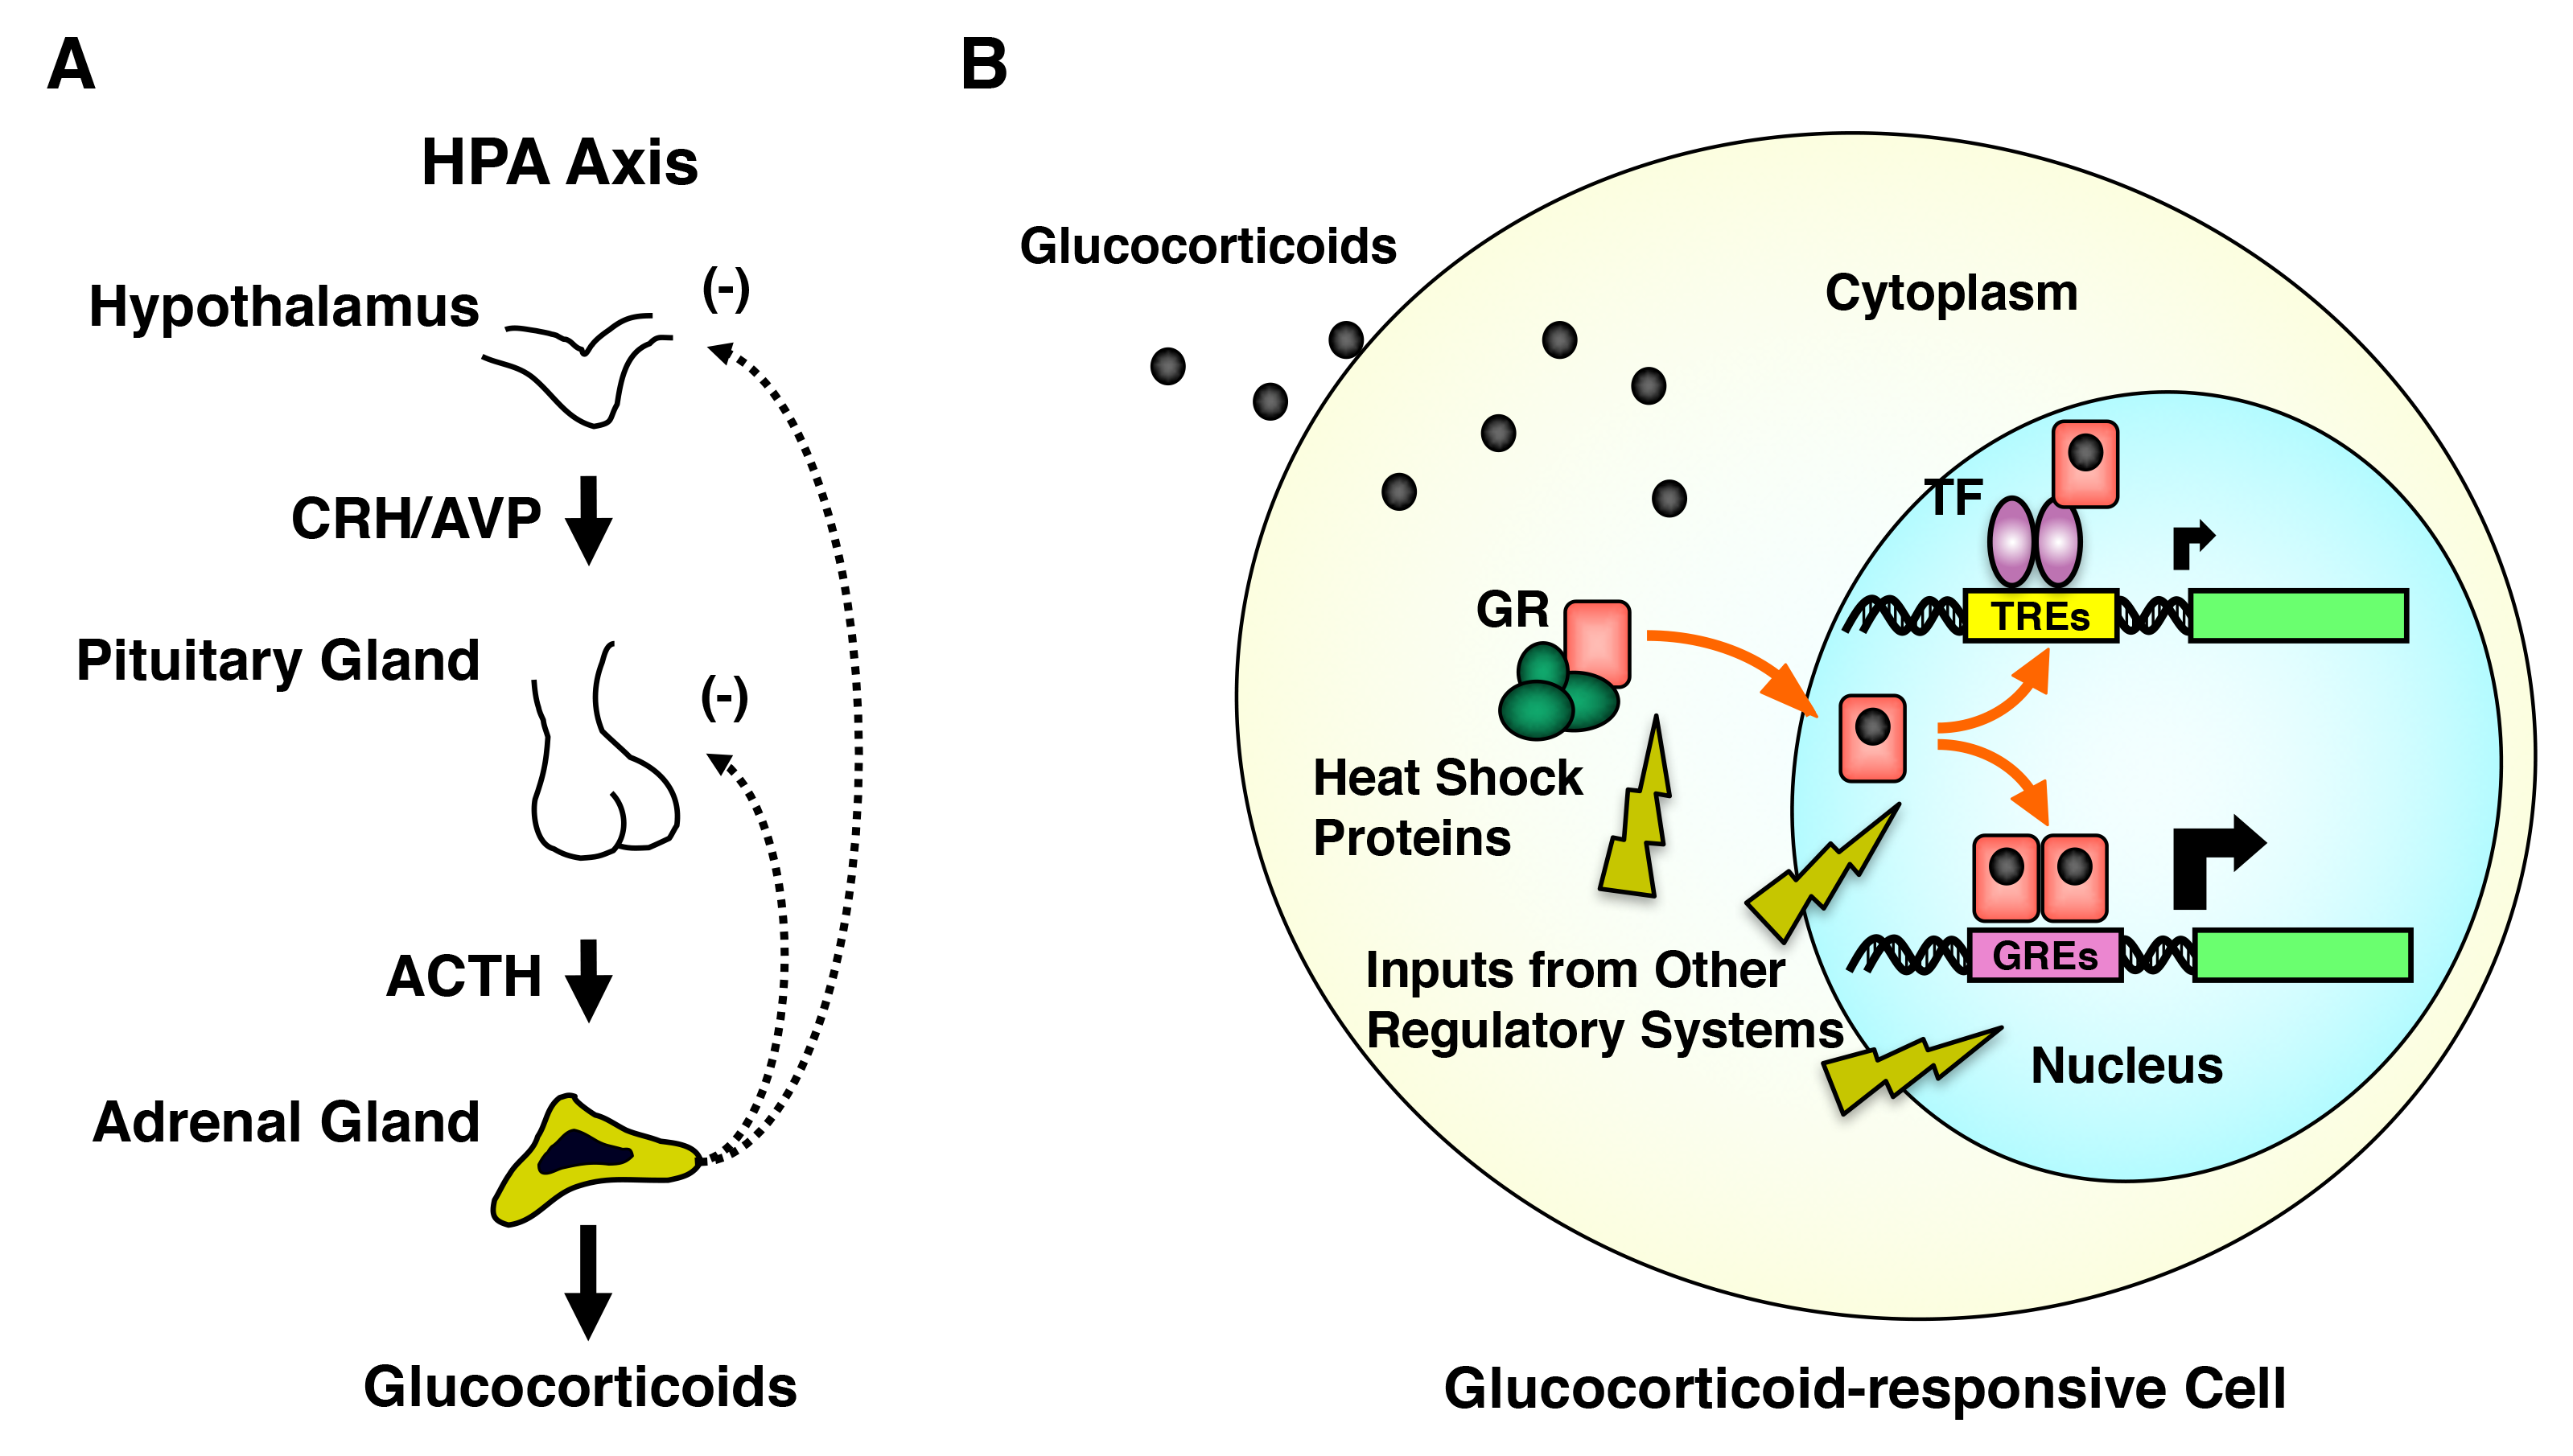 A
HPA Axis
Hypothalamus
(-)
CRH/AVP
Pituitary Gland
(-)
ACTH
Adrenal Gland
Glucocorticoids
B
Glucocorticoids
Cytoplasm
TF
TREs
GR
Heat Shock
Proteins
GREs
Inputs from Other
Regulatory Systems
Nucleus
Glucocorticoid-responsive Cell